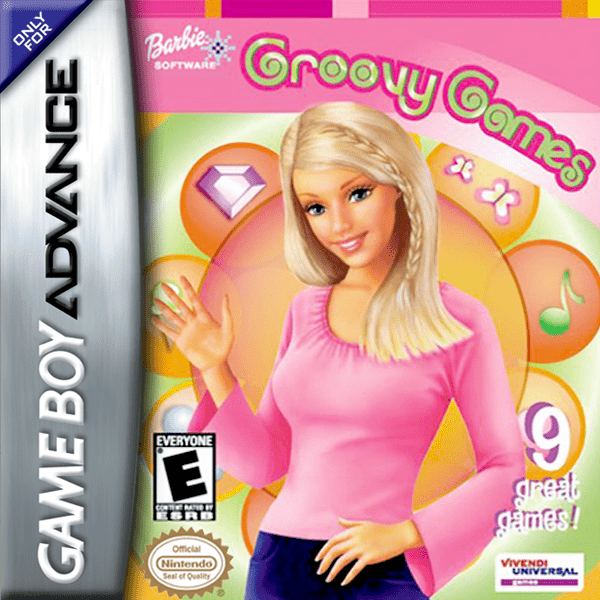 ONLY
FOR
GAME BOY ADVANCE
Barbie
SOFTWARE
Groovy Games
9
great
games!
EVERYONE
E
CONTENT RATED BY
ESRB
Official
Nintendo
Seal of Quality
VIVENDI
UNIVERSAL
games